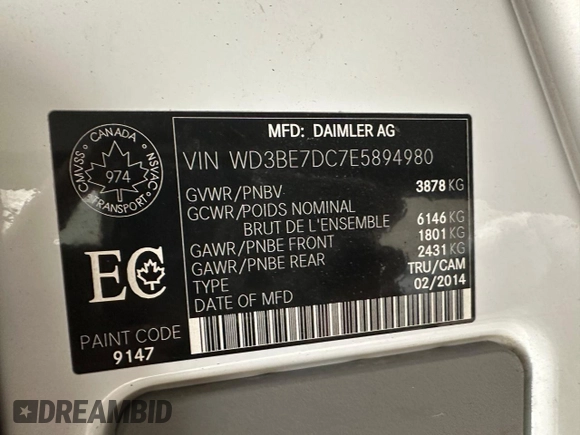 MFD: DAIMLER AG
VIN WD3BE7DC7E5894980
GVWR/PNBV 3878 KG
GCWR/POIDS NOMINAL
BRUT DE L'ENSEMBLE 6146 KG
GAWR/PNBE FRONT 1801 KG
GAWR/PNBE REAR 2431 KG
TYPE TRU/CAM
DATE OF MFD 02/2014
CANADA
CMVSS
NSVAC
974
TRANSPORT
EC
PAINT CODE
9147
DREAMBID